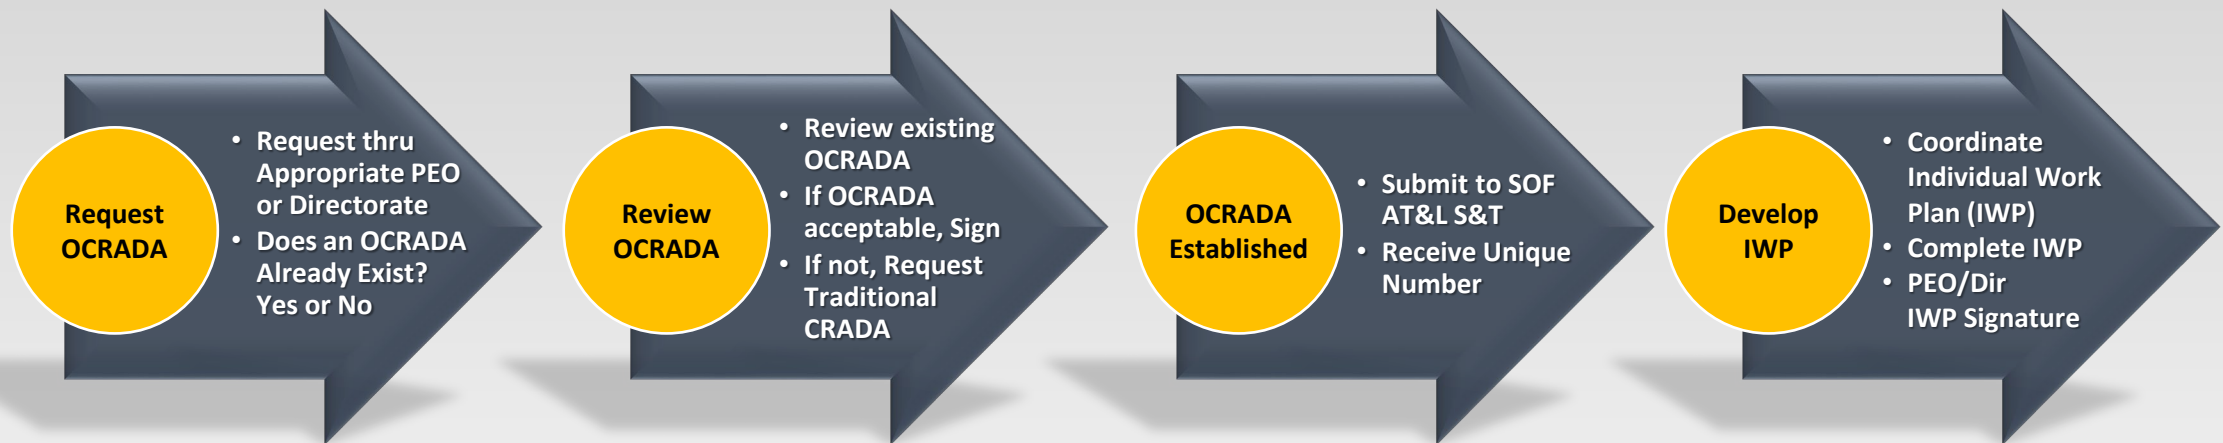 Request
OCRADA
• Request thru
Appropriate PEO
or Directorate
• Does an OCRADA
Already Exist?
Yes or No
Review
OCRADA
• Review existing
OCRADA
• If OCRADA
acceptable, Sign
• If not, Request
Traditional
CRADA
OCRADA
Established
• Submit to SOF
AT&L S&T
• Receive Unique
Number
Develop
IWP
• Coordinate
Individual Work
Plan (IWP)
• Complete IWP
• PEO/Dir
IWP Signature